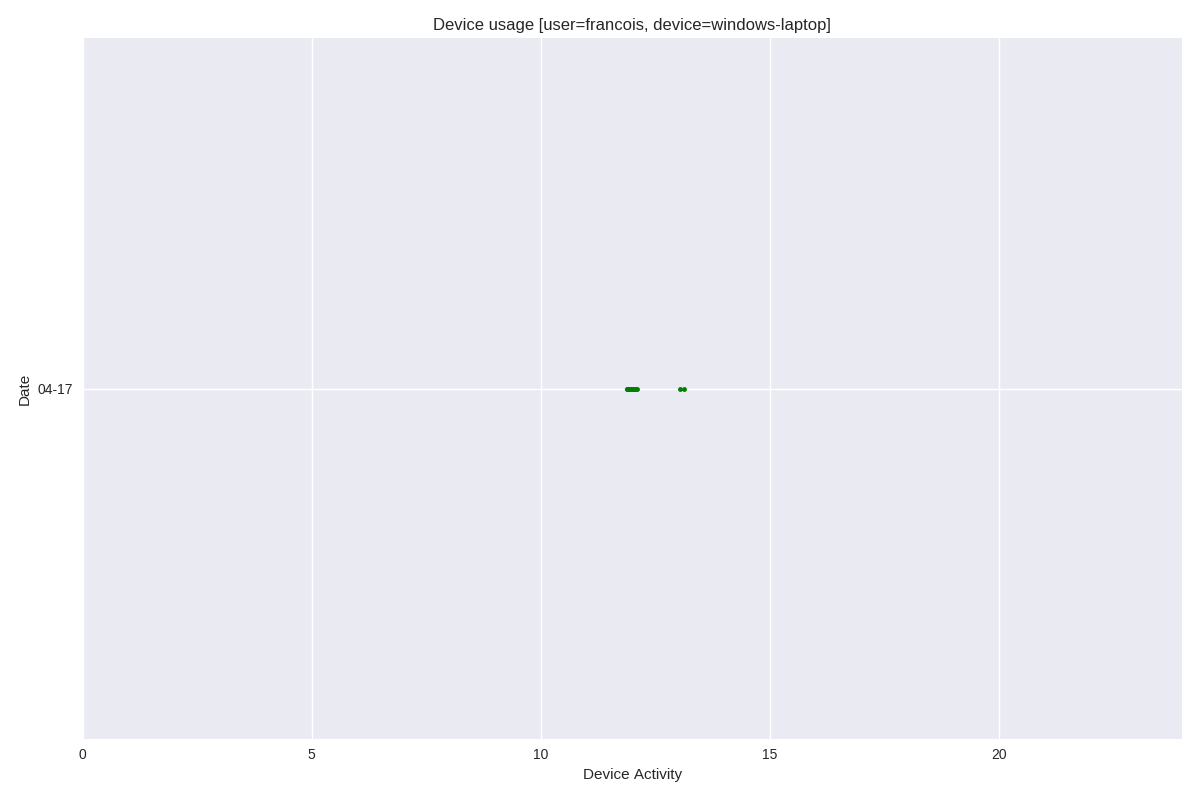 Device usage [user=francois, device=windows-laptop]
Date
04-17
0 5 10 15 20
Device Activity